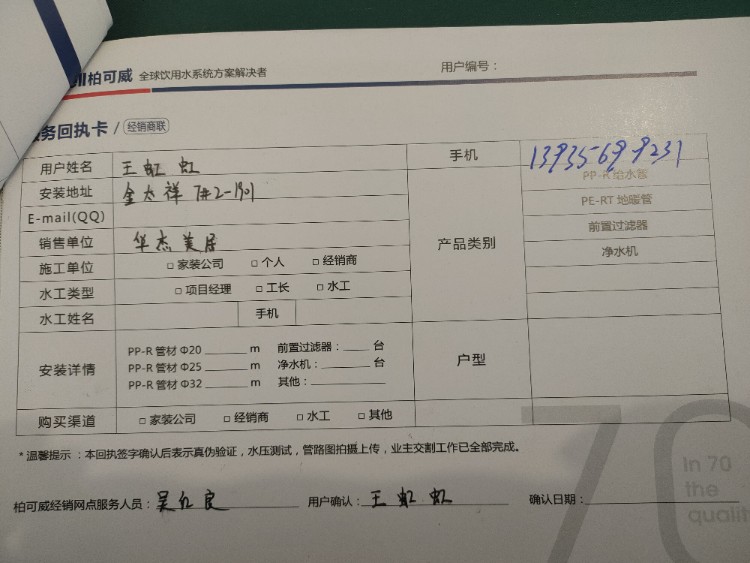 柏可威 全球饮用水系统方案解决者
用户编号：
务回执卡 / 经销商联
用户姓名 王虹虹 手机 13935699231
安装地址 金太祥 7#2-1901 产品类别 PP-R 给水管
E-mail(QQ) PE-RT 地暖管
销售单位 华杰美居 前置过滤器
施工单位 □ 家装公司 □ 个人 □ 经销商 净水机
水工类型 □ 项目经理 □ 工长 □ 水工
水工姓名 手机
安装详情 PP-R 管材 Φ20 ______ m 前置过滤器：____ 台 户型
PP-R 管材 Φ25 ______ m 净水机：____ 台
PP-R 管材 Φ32 ______ m 其他：__________
购买渠道 □ 家装公司 □ 经销商 □ 水工 □ 其他
*温馨提示：本回执签字确认后表示真伪验证，水压测试，管路图拍摄上传，业主交割工作已全部完成。
柏可威经销网点服务人员：吴仁良 用户确认：王虹虹 确认日期：
70
In 70
the
qualit